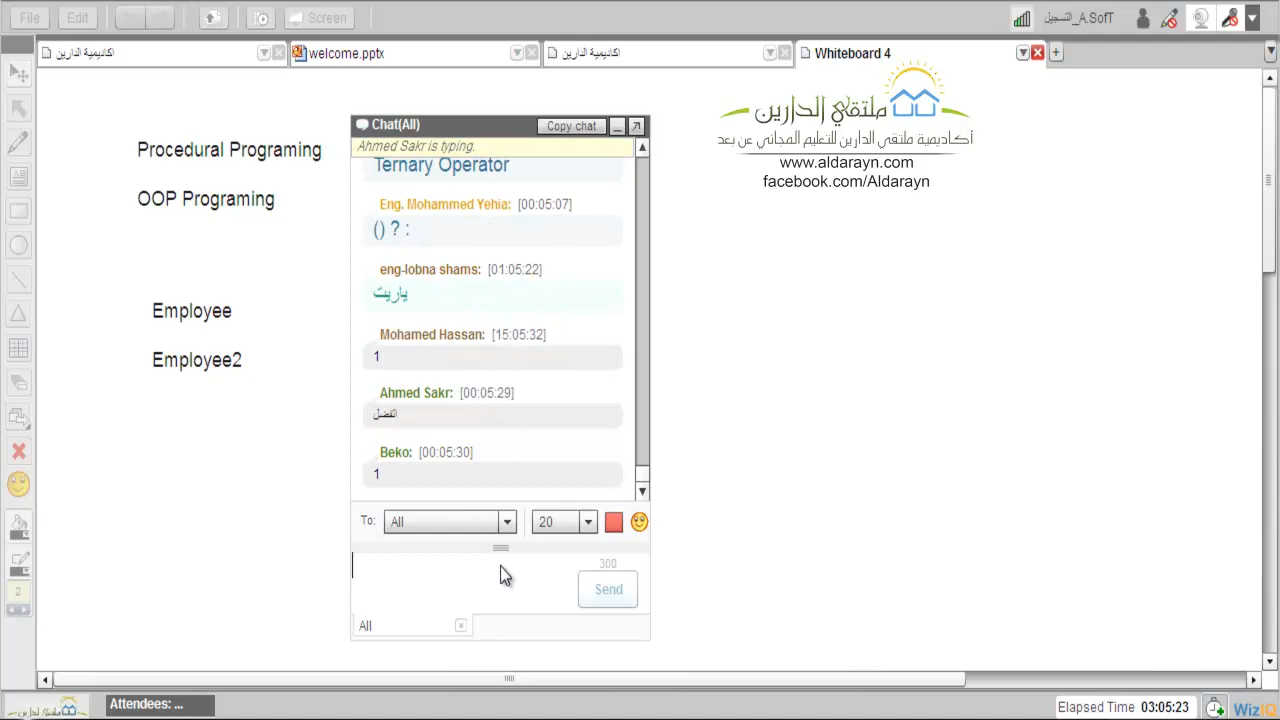 File
Edit
Screen
A.SofT_التسجيل
اكاديمية الدارين
welcome.pptx
اكاديمية الدارين
Whiteboard 4
ملتقي الدارين
أكاديمية ملتقي الدارين للتعليم المجاني عن بعد
www.aldarayn.com
facebook.com/Aldarayn
Procedural Programing
OOP Programing
Employee
Employee2
Chat(All)
Copy chat
Ahmed Sakr is typing.
Ternary Operator
Eng. Mohammed Yehia: [00:05:07]
() ? :
eng-lobna shams: [01:05:22]
ياريت
Mohamed Hassan: [15:05:32]
1
Ahmed Sakr: [00:05:29]
اتفضل
Beko: [00:05:30]
1
To:
All
20
300
Send
All
2
Attendees: ...
Elapsed Time 03:05:23
WizIQ